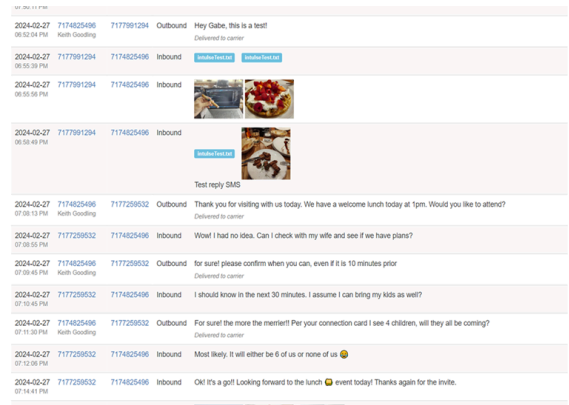 2024-02-27 7174825496 7177991294 Outbound Hey Gabe, this is a test!
06:52:04 PM Keith Goodling Delivered to carrier
2024-02-27 7177991294 7174825496 Inbound IntulseTest.txt IntulseTest.txt
06:55:39 PM
2024-02-27 7177991294 7174825496 Inbound
06:55:58 PM
2024-02-27 7177991294 7174825496 Inbound
06:58:49 PM
IntulseTest.txt
Test reply SMS
2024-02-27 7174825496 7177259532 Outbound Thank you for visiting with us today. We have a welcome lunch today at 1pm. Would you like to attend?
07:08:13 PM Keith Goodling Delivered to carrier
2024-02-27 7177259532 7174825496 Inbound Wow! I had no idea. Can I check with my wife and see if we have plans?
07:08:55 PM
2024-02-27 7174825496 7177259532 Outbound for sure! please confirm when you can, even if it is 10 minutes prior
07:09:45 PM Keith Goodling Delivered to carrier
2024-02-27 7177259532 7174825496 Inbound I should know in the next 30 minutes. I assume I can bring my kids as well?
07:10:45 PM
2024-02-27 7174825496 7177259532 Outbound For sure! the more the merrier!! Per your connection card I see 4 children, will they all be coming?
07:11:30 PM Keith Goodling Delivered to carrier
2024-02-27 7177259532 7174825496 Inbound Most likely. It will either be 6 of us or none of us 😄
07:12:06 PM
2024-02-27 7177259532 7174825496 Inbound Ok! It's a go!! Looking forward to the lunch 🍔 event today! Thanks again for the invite.
07:14:41 PM